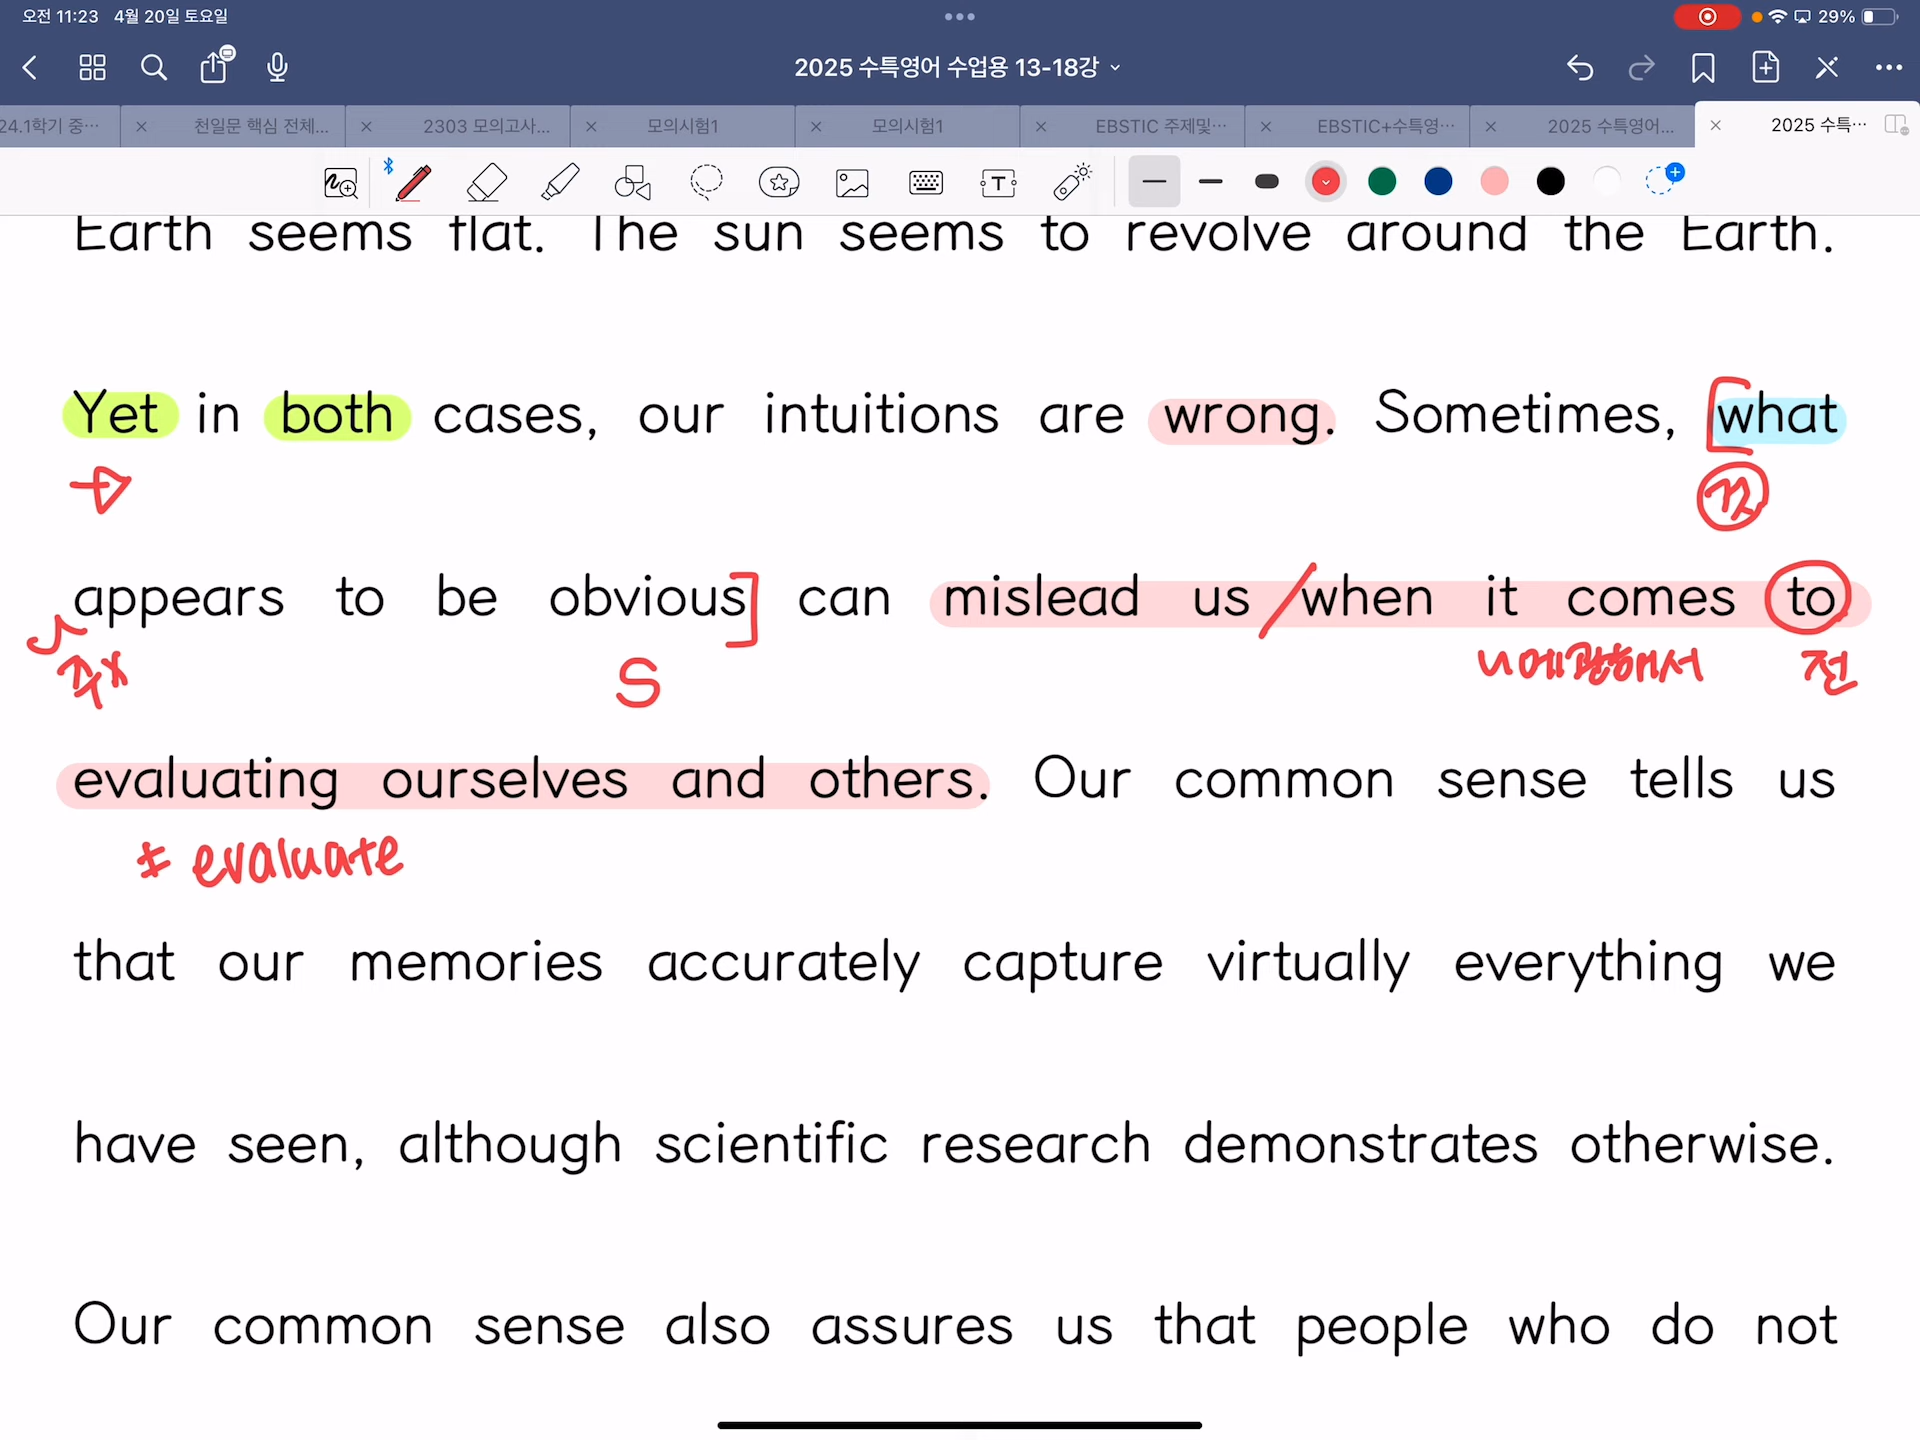 오전 11:23 4월 20일 토요일
29%
2025 수특영어 수업용 13-18강
24.1학기 중…
천일문 핵심 전체...
2303 모의고사...
모의시험1
모의시험1
EBSTIC 주제및…
EBSTIC+수특영…
2025 수특영어...
2025 수특…
Earth seems flat. The sun seems to revolve around the Earth.
Yet in both cases, our intuitions are wrong. Sometimes, [what
것
appears to be obvious] can mislead us / when it comes to
주x S ~에 관해서 전
evaluating ourselves and others. Our common sense tells us
≠ evaluate
that our memories accurately capture virtually everything we
have seen, although scientific research demonstrates otherwise.
Our common sense also assures us that people who do not